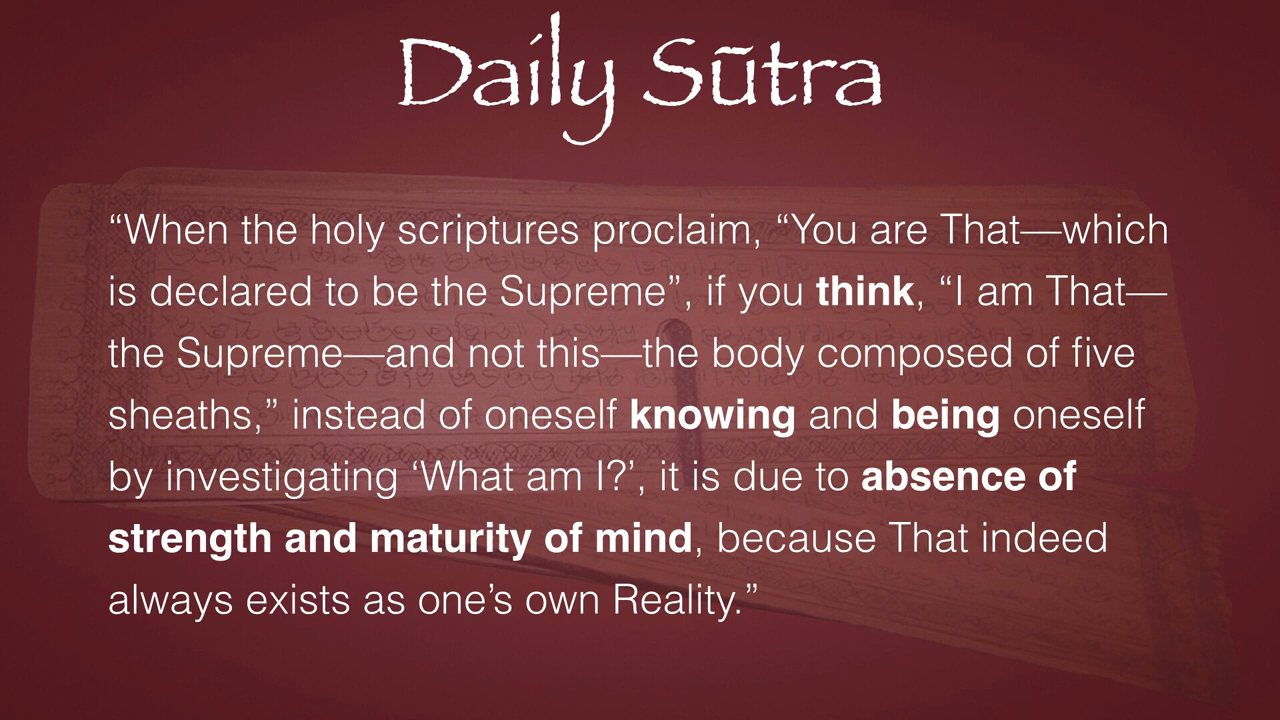 Daily Sūtra
“When the holy scriptures proclaim, “You are That—which
is declared to be the Supreme”, if you think, “I am That—
the Supreme—and not this—the body composed of five
sheaths,” instead of oneself knowing and being oneself
by investigating ‘What am I?’, it is due to absence of
strength and maturity of mind, because That indeed
always exists as one’s own Reality.”